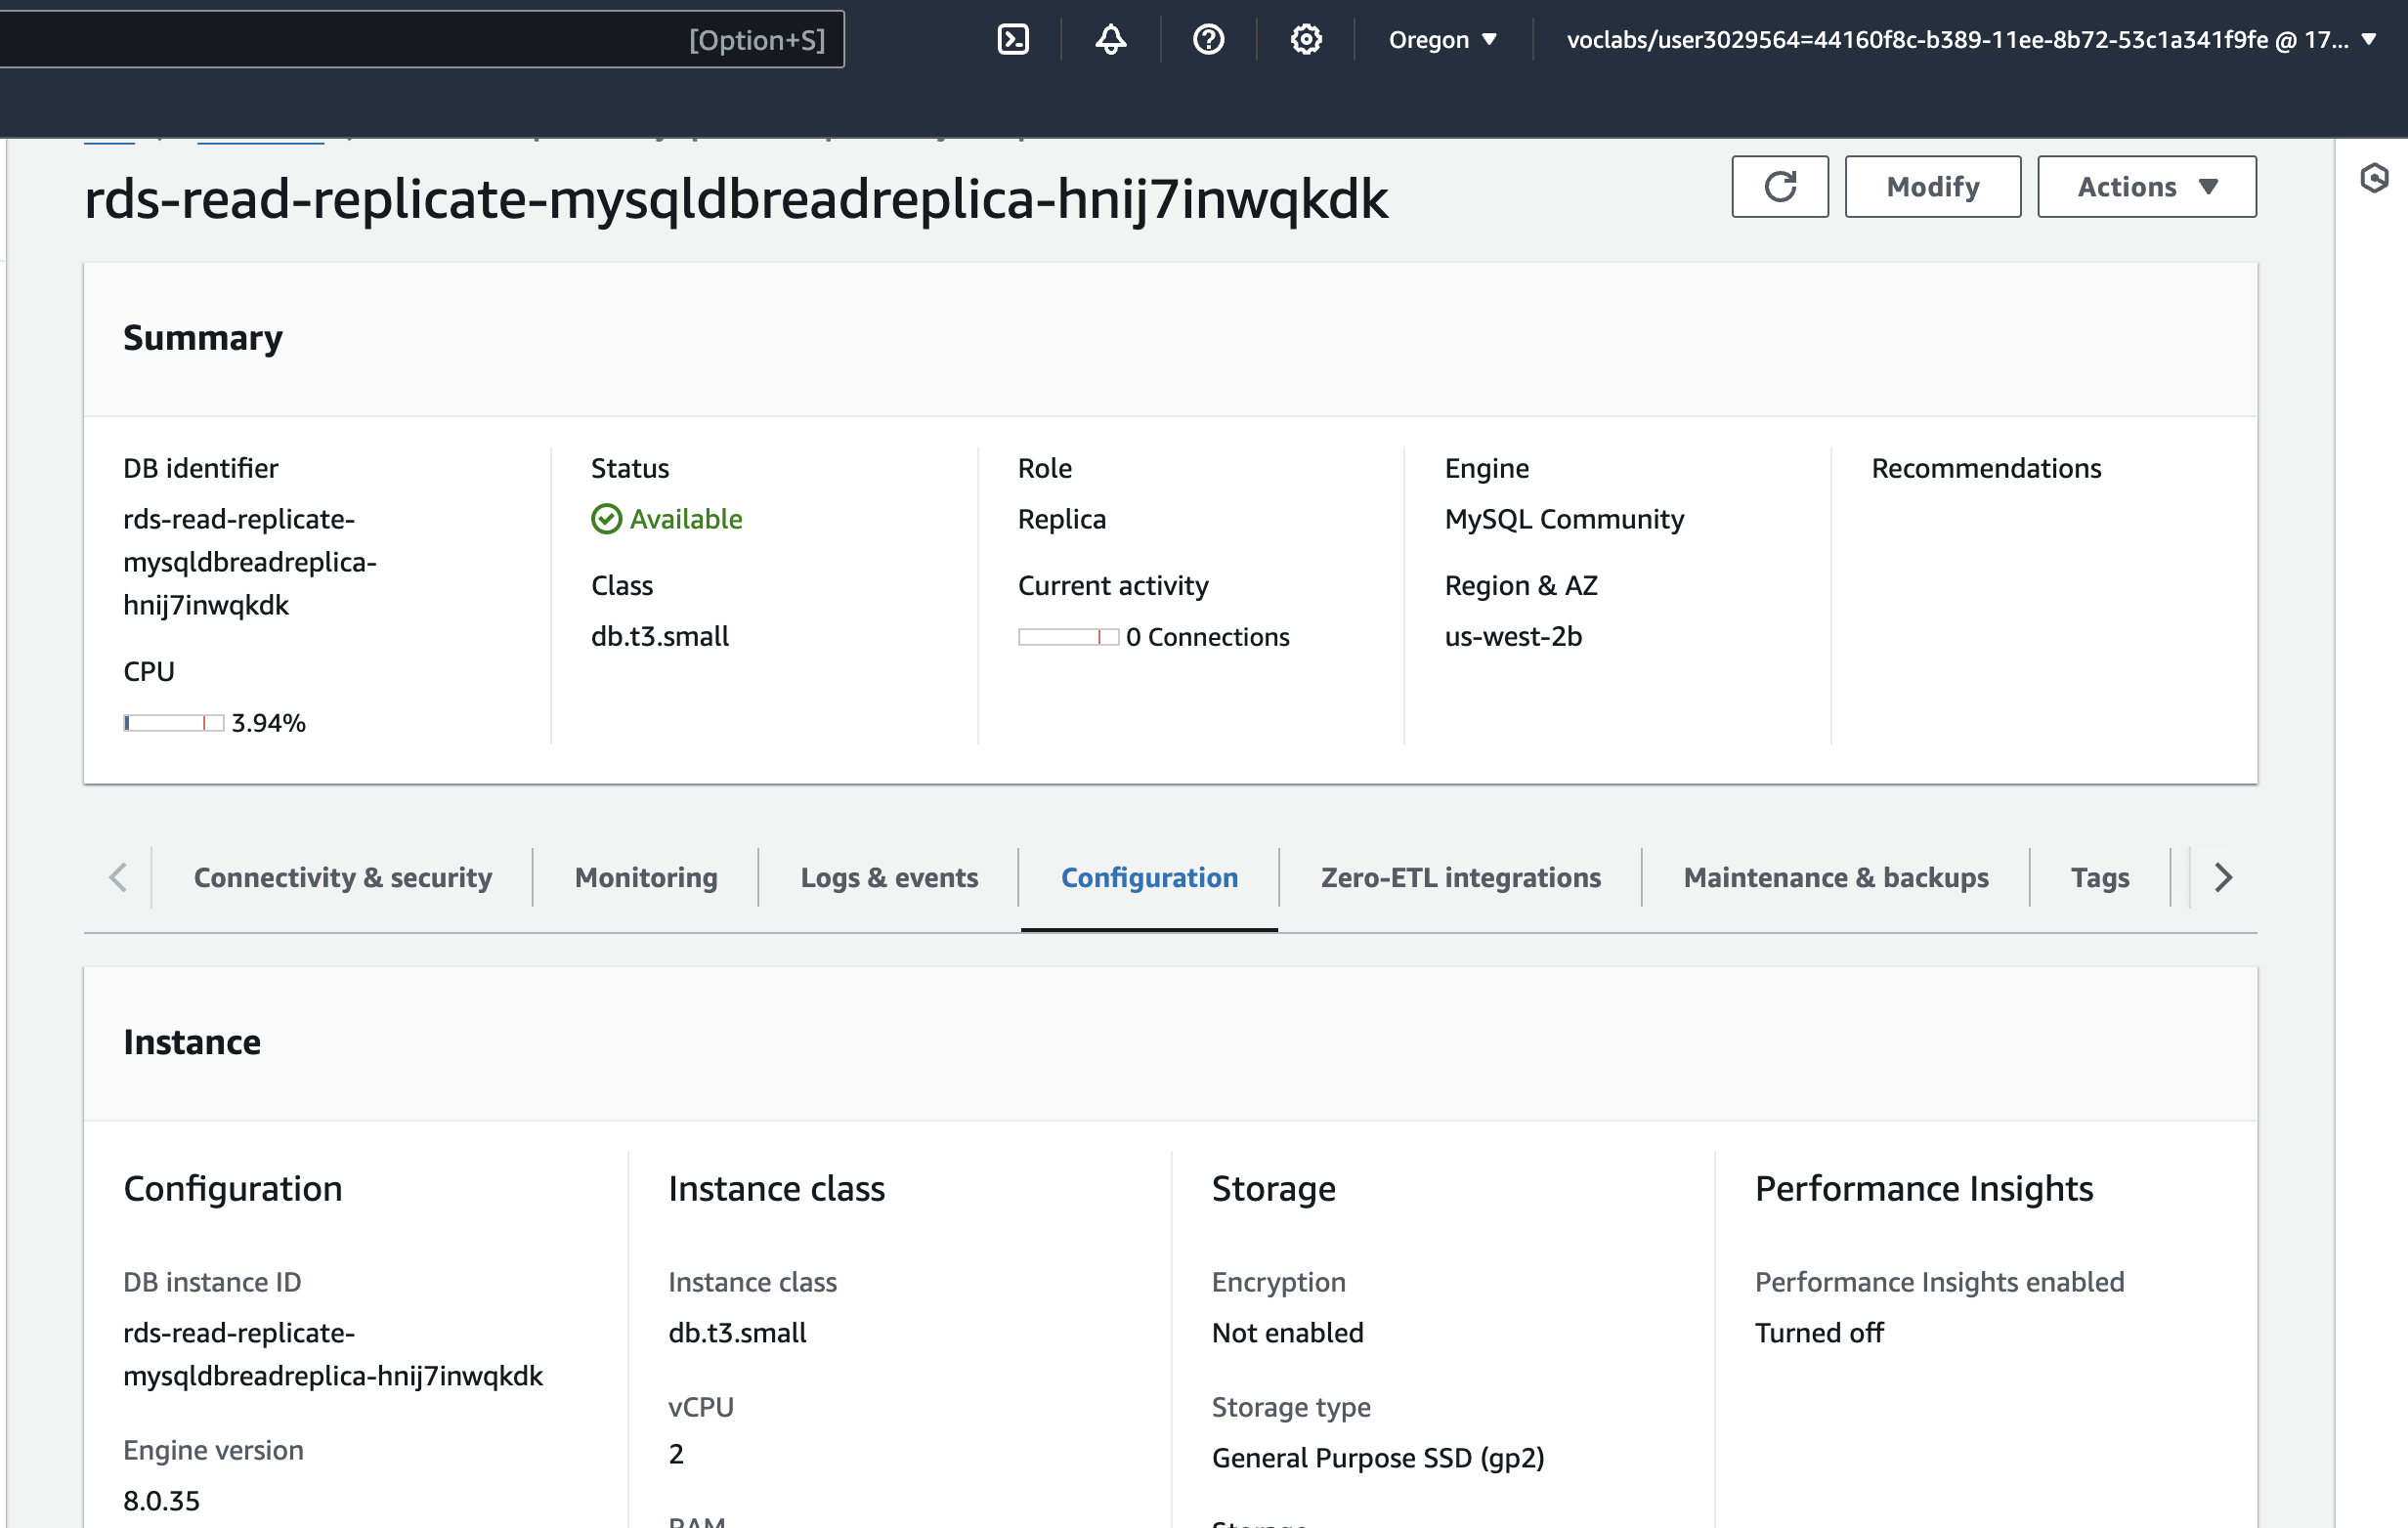 [Option+S]
Oregon
voclabs/user3029564=44160f8c-b389-11ee-8b72-53c1a341f9fe @ 17...
rds-read-replicate-mysqldbreadreplica-hnij7inwqkdk
Modify
Actions
Summary
DB identifier
rds-read-replicate-
mysqldbreadreplica-
hnij7inwqkdk
CPU
3.94%
Status
Available
Class
db.t3.small
Role
Replica
Current activity
0 Connections
Engine
MySQL Community
Region & AZ
us-west-2b
Recommendations
Connectivity & security
Monitoring
Logs & events
Configuration
Zero-ETL integrations
Maintenance & backups
Tags
Instance
Configuration
DB instance ID
rds-read-replicate-
mysqldbreadreplica-hnij7inwqkdk
Engine version
8.0.35
Instance class
Instance class
db.t3.small
vCPU
2
RAM
Storage
Encryption
Not enabled
Storage type
General Purpose SSD (gp2)
Storage
Performance Insights
Performance Insights enabled
Turned off